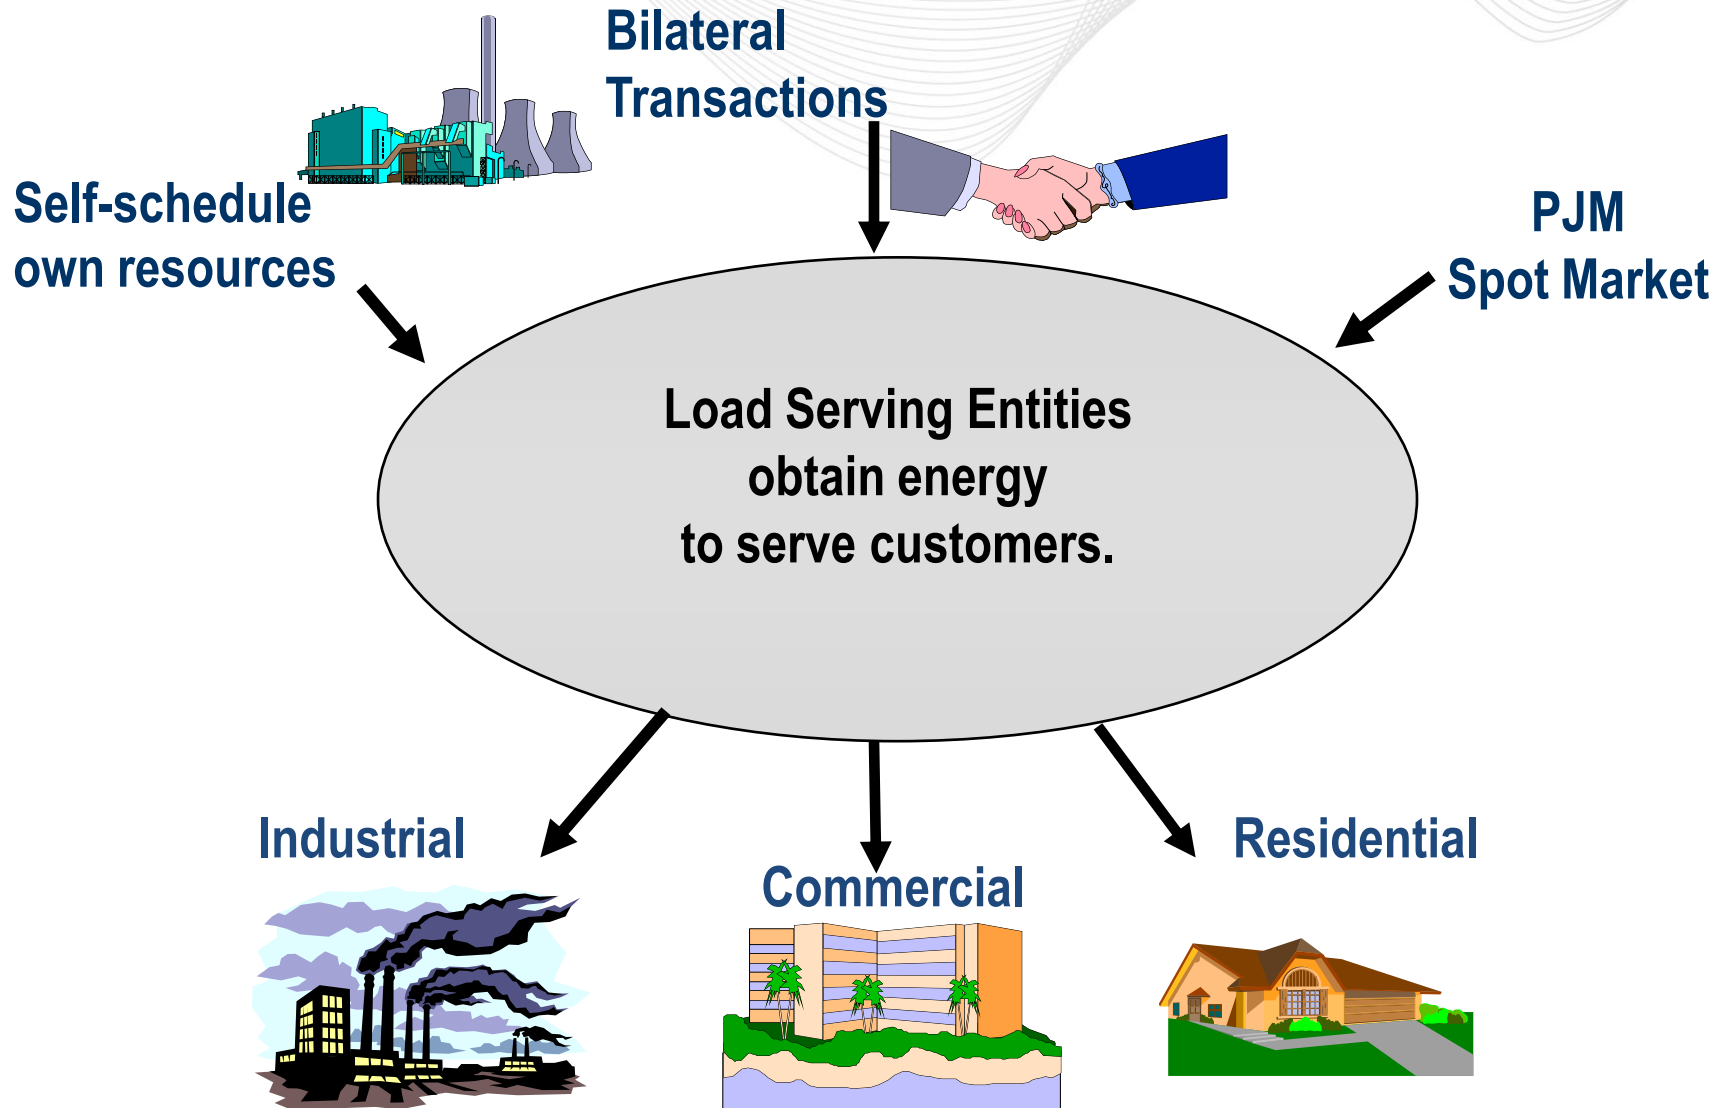 Bilateral
Transactions
Self-schedule
own resources
PJM
Spot Market
Load Serving Entities
obtain energy
to serve customers.
Industrial
Commercial
Residential